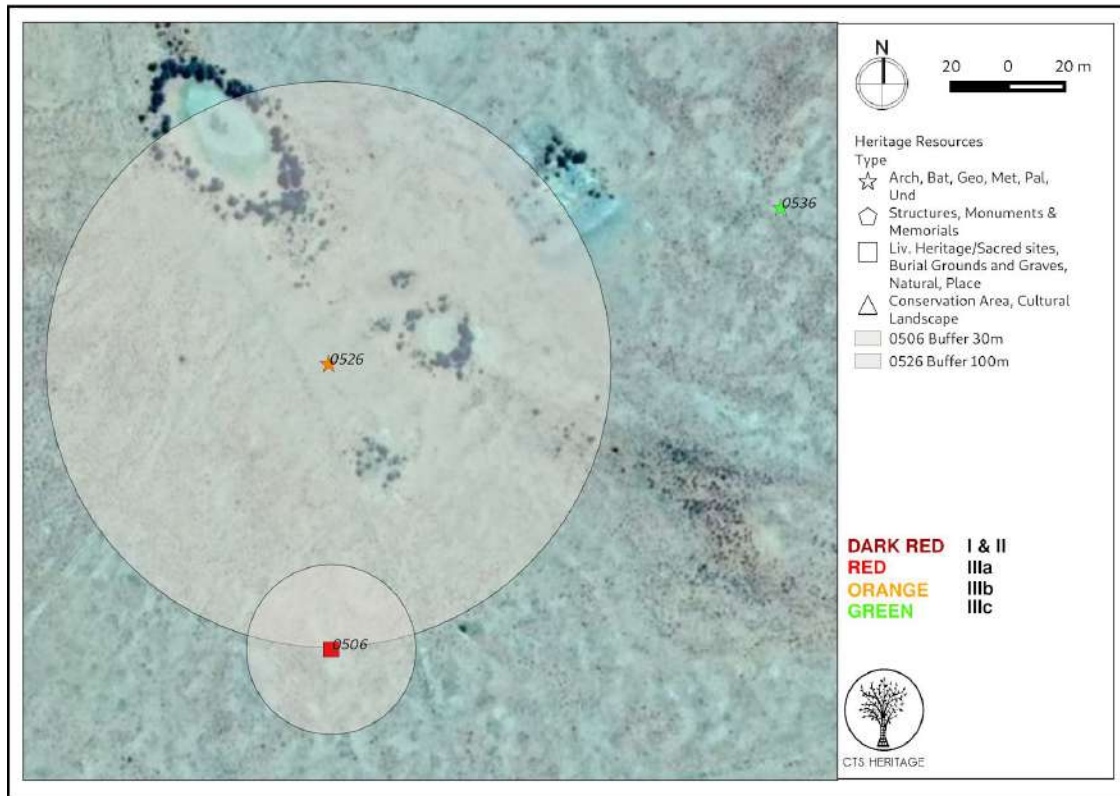 N
20 0 20 m
Heritage Resources
Type
Arch, Bat, Geo, Met, Pal,
Und
Structures, Monuments &
Memorials
Liv. Heritage/Sacred sites,
Burial Grounds and Graves,
Natural, Place
Conservation Area, Cultural
Landscape
0506 Buffer 30m
0526 Buffer 100m
DARK RED I & II
RED IIIa
ORANGE IIIb
GREEN IIIc
CTS HERITAGE
0536
0526
0506